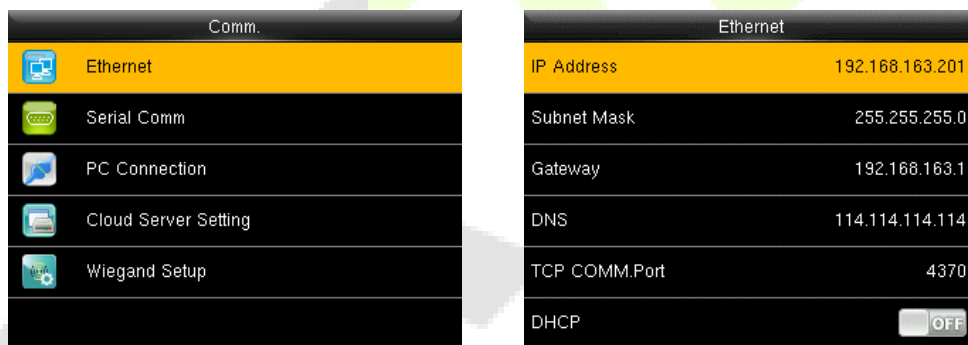 Comm.
Ethernet
Serial Comm
PC Connection
Cloud Server Setting
Wiegand Setup
Ethernet
IP Address 192.168.163.201
Subnet Mask 255.255.255.0
Gateway 192.168.163.1
DNS 114.114.114.114
TCP COMM.Port 4370
DHCP OFF